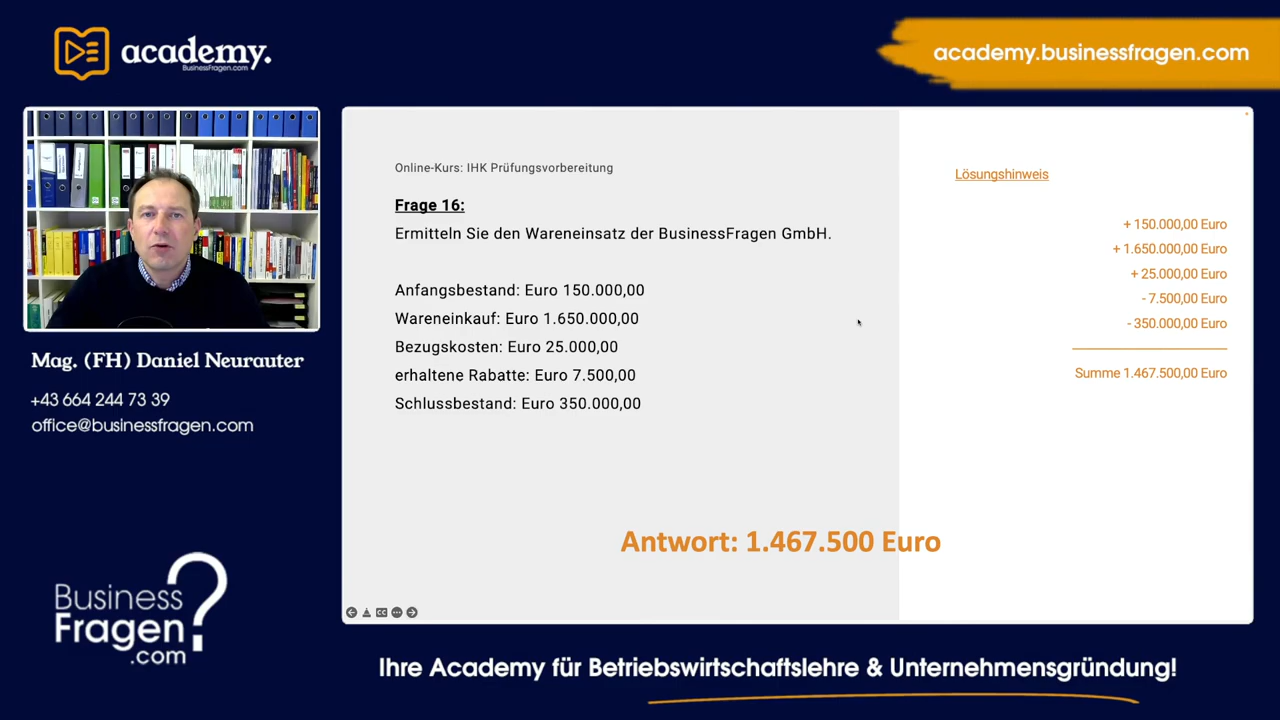 academy.
BusinessFragen.com
academy.businessfragen.com
Mag. (FH) Daniel Neurauter
+43 664 244 73 39
office@businessfragen.com
Business
Fragen
.com
?
Online-Kurs: IHK Prüfungsvorbereitung
Frage 16:
Ermitteln Sie den Wareneinsatz der BusinessFragen GmbH.
Anfangsbestand: Euro 150.000,00
Wareneinkauf: Euro 1.650.000,00
Bezugskosten: Euro 25.000,00
erhaltene Rabatte: Euro 7.500,00
Schlussbestand: Euro 350.000,00
Lösungshinweis
+ 150.000,00 Euro
+ 1.650.000,00 Euro
+ 25.000,00 Euro
- 7.500,00 Euro
- 350.000,00 Euro
Summe 1.467.500,00 Euro
Antwort: 1.467.500 Euro
CC
Ihre Academy für Betriebswirtschaftslehre & Unternehmensgründung!